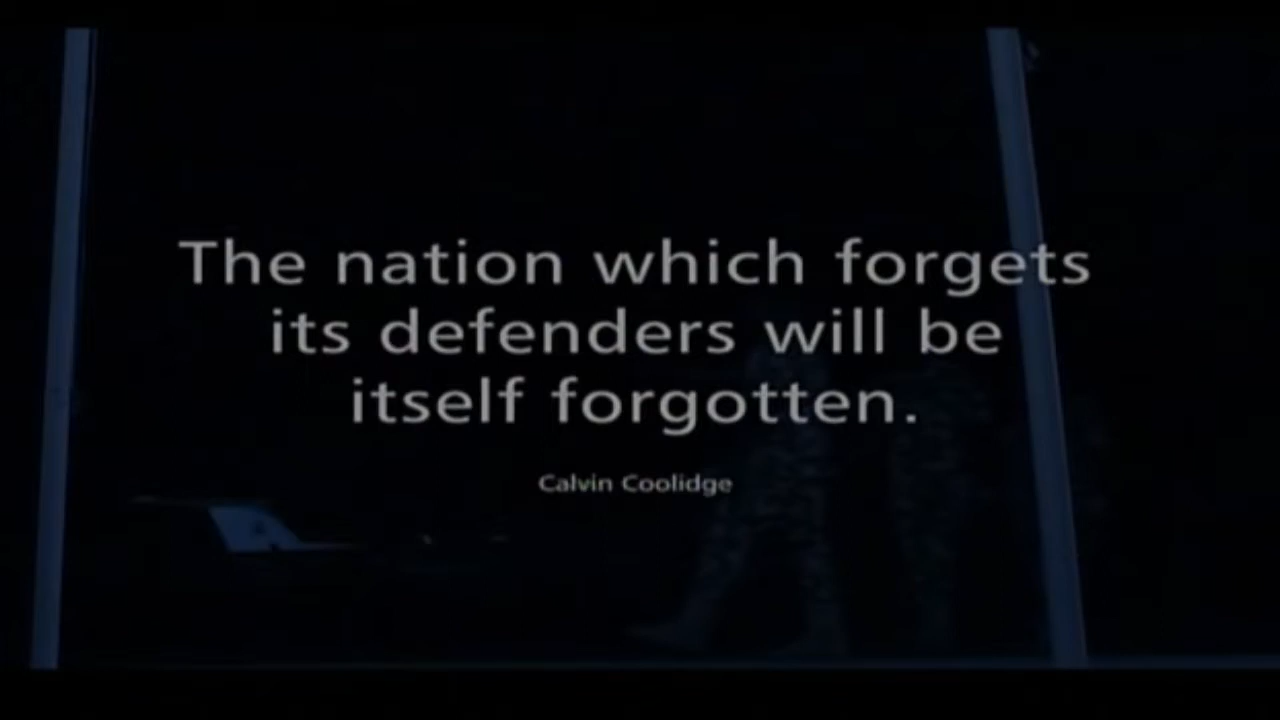 The nation which forgets
its defenders will be
itself forgotten.
Calvin Coolidge